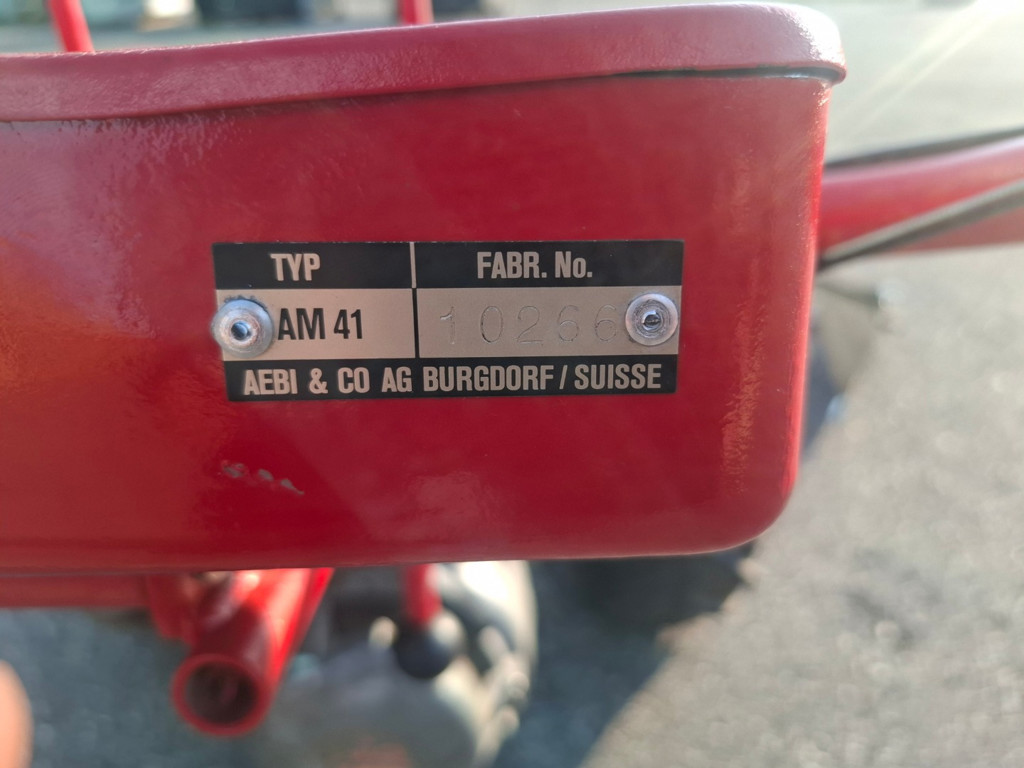 TYP FABR. No.
AM 41 10266
AEBI & CO AG BURGDORF / SUISSE